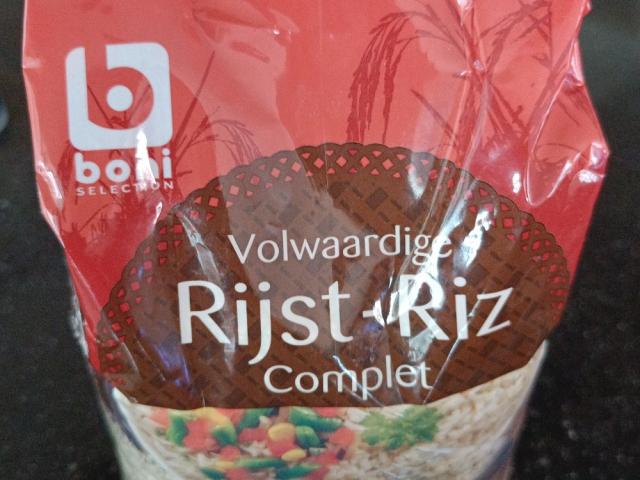 boni
SELECTION
Volwaardige
Rijst - Riz
Complet